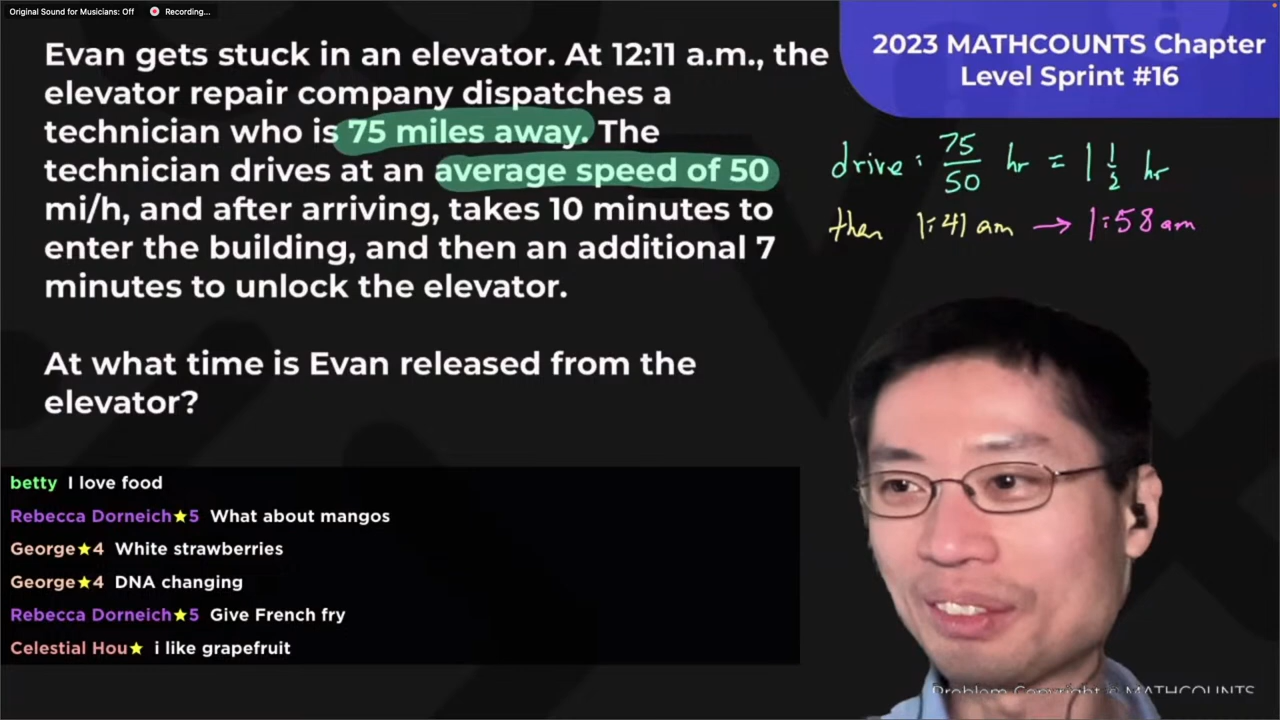 Original Sound for Musicians: Off Recording...
Evan gets stuck in an elevator. At 12:11 a.m., the
elevator repair company dispatches a
technician who is 75 miles away. The
technician drives at an average speed of 50
mi/h, and after arriving, takes 10 minutes to
enter the building, and then an additional 7
minutes to unlock the elevator.
At what time is Evan released from the
elevator?
2023 MATHCOUNTS Chapter
Level Sprint #16
drive: 75/50 hr = 1 1/2 hr
then 1:41 am → 1:58 am
betty I love food
Rebecca Dorneich★5 What about mangos
George★4 White strawberries
George★4 DNA changing
Rebecca Dorneich★5 Give French fry
Celestial Hou★ i like grapefruit
Problem Copyright is MATHCOUNTS